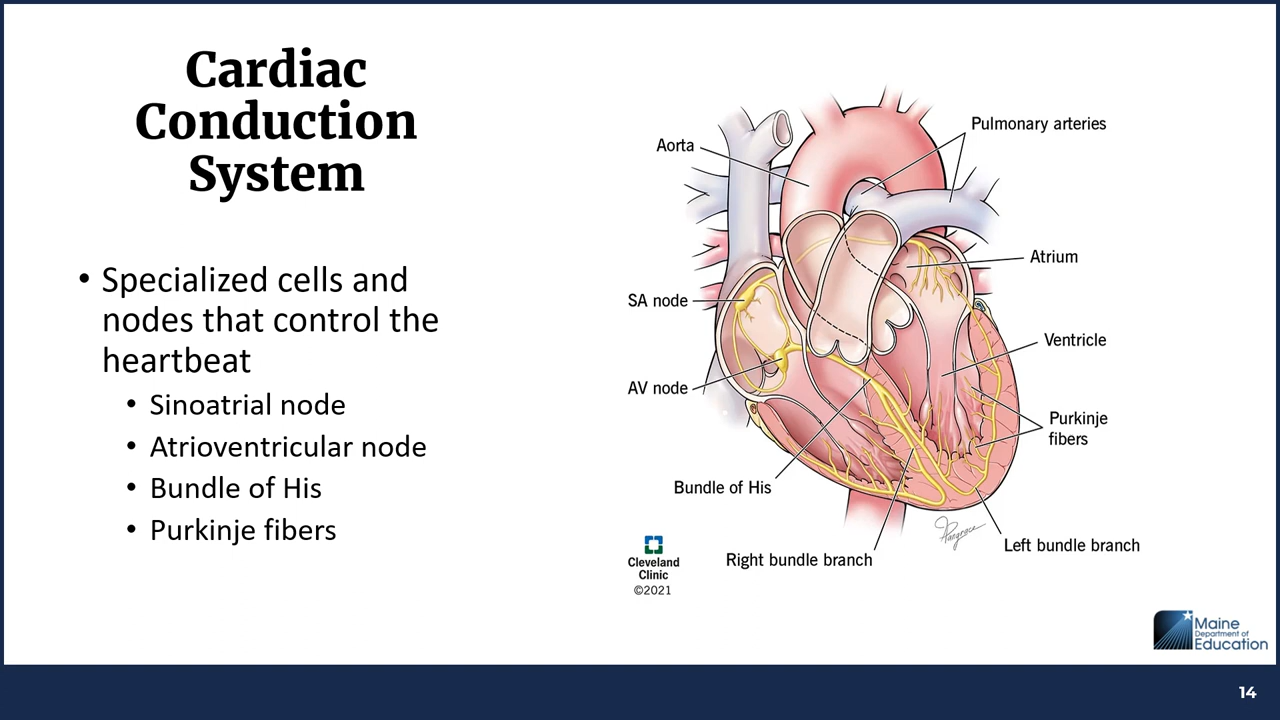 Cardiac
Conduction
System
• Specialized cells and
nodes that control the
heartbeat
• Sinoatrial node
• Atrioventricular node
• Bundle of His
• Purkinje fibers
Pulmonary arteries
Aorta
Atrium
SA node
Ventricle
AV node
Purkinje
fibers
Bundle of His
Left bundle branch
Right bundle branch
Pangrace
Cleveland
Clinic
©2021
Maine
Department of
Education
14